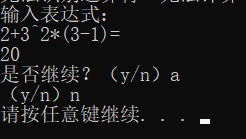 输入表达式：
2+3^2*(3-1)=
20
是否继续？（y/n）a
（y/n）n
请按任意键继续. . .